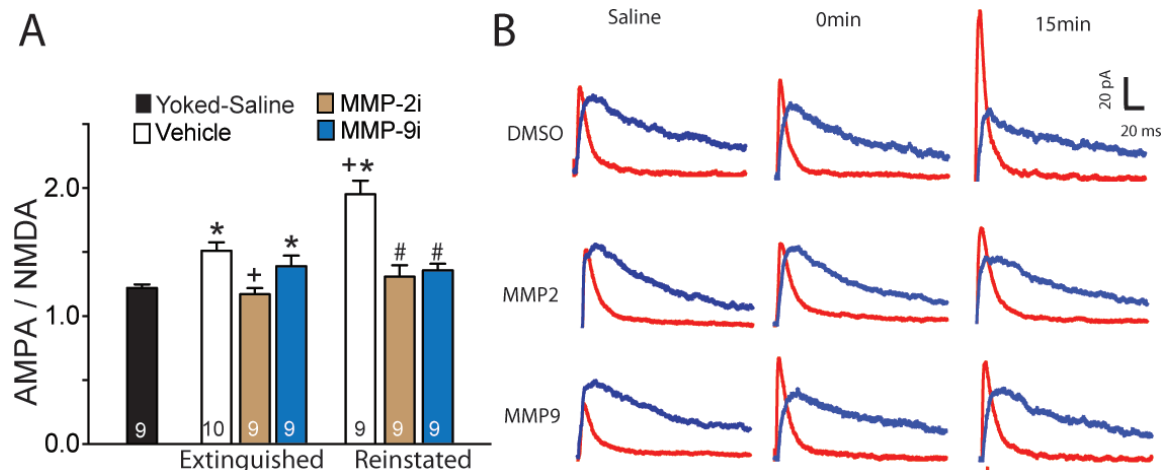 A
Yoked-Saline
Vehicle
MMP-2i
MMP-9i
AMPA / NMDA
2.0
1.0
0.0
*
+
*
+*
#
#
9
10
9
9
9
9
9
Extinguished
Reinstated
B
Saline
0min
15min
DMSO
20 pA
20 ms
MMP2
MMP9